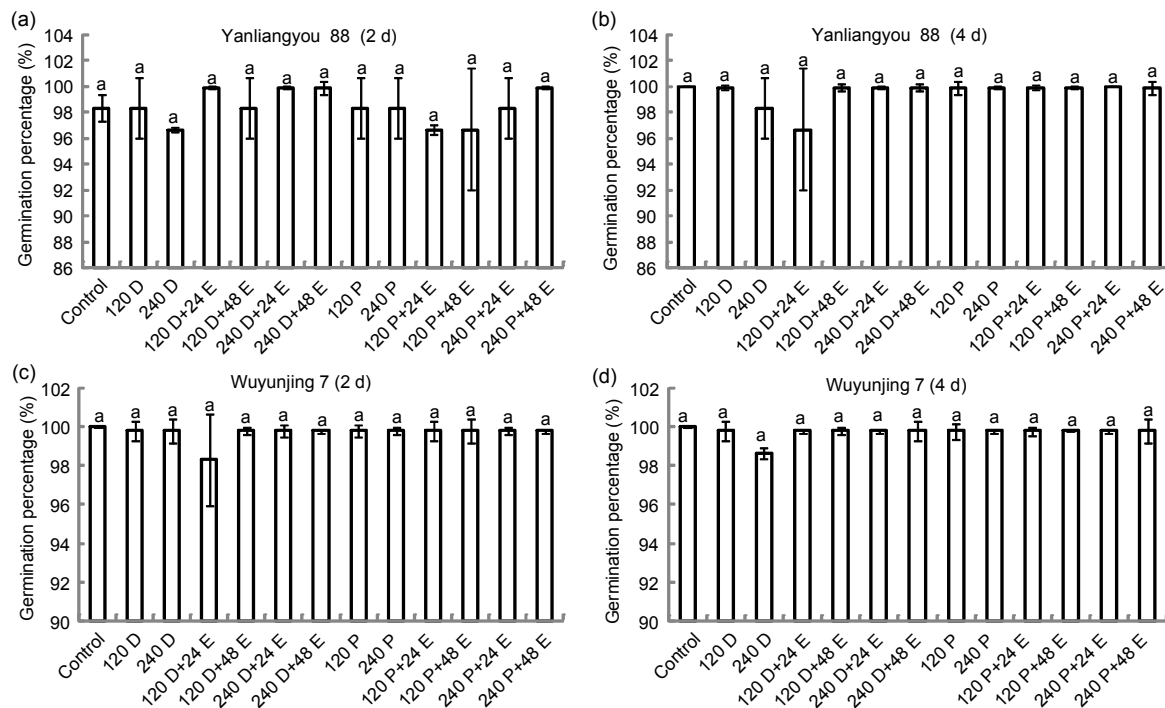 (a)
Yanliangyou 88 (2 d)
Germination percentage (%)
104
102
100
98
96
94
92
90
88
86
a a a a a a a a a a a a a
Control 120 D 240 D 120 D+24 E 120 D+48 E 240 D+24 E 240 D+48 E 120 P 240 P 120 P+24 E 120 P+48 E 240 P+24 E 240 P+48 E
(b)
Yanliangyou 88 (4 d)
Germination percentage (%)
104
102
100
98
96
94
92
90
88
86
a a a a a a a a a a a a a
Control 120 D 240 D 120 D+24 E 120 D+48 E 240 D+24 E 240 D+48 E 120 P 240 P 120 P+24 E 120 P+48 E 240 P+24 E 240 P+48 E
(c)
Wuyunjing 7 (2 d)
Germination percentage (%)
102
100
98
96
94
92
90
a a a a a a a a a a a a a
Control 120 D 240 D 120 D+24 E 120 D+48 E 240 D+24 E 240 D+48 E 120 P 240 P 120 P+24 E 120 P+48 E 240 P+24 E 240 P+48 E
(d)
Wuyunjing 7 (4 d)
Germination percentage (%)
102
100
98
96
94
92
90
a a a a a a a a a a a a a
Control 120 D 240 D 120 D+24 E 120 D+48 E 240 D+24 E 240 D+48 E 120 P 240 P 120 P+24 E 120 P+48 E 240 P+24 E 240 P+48 E